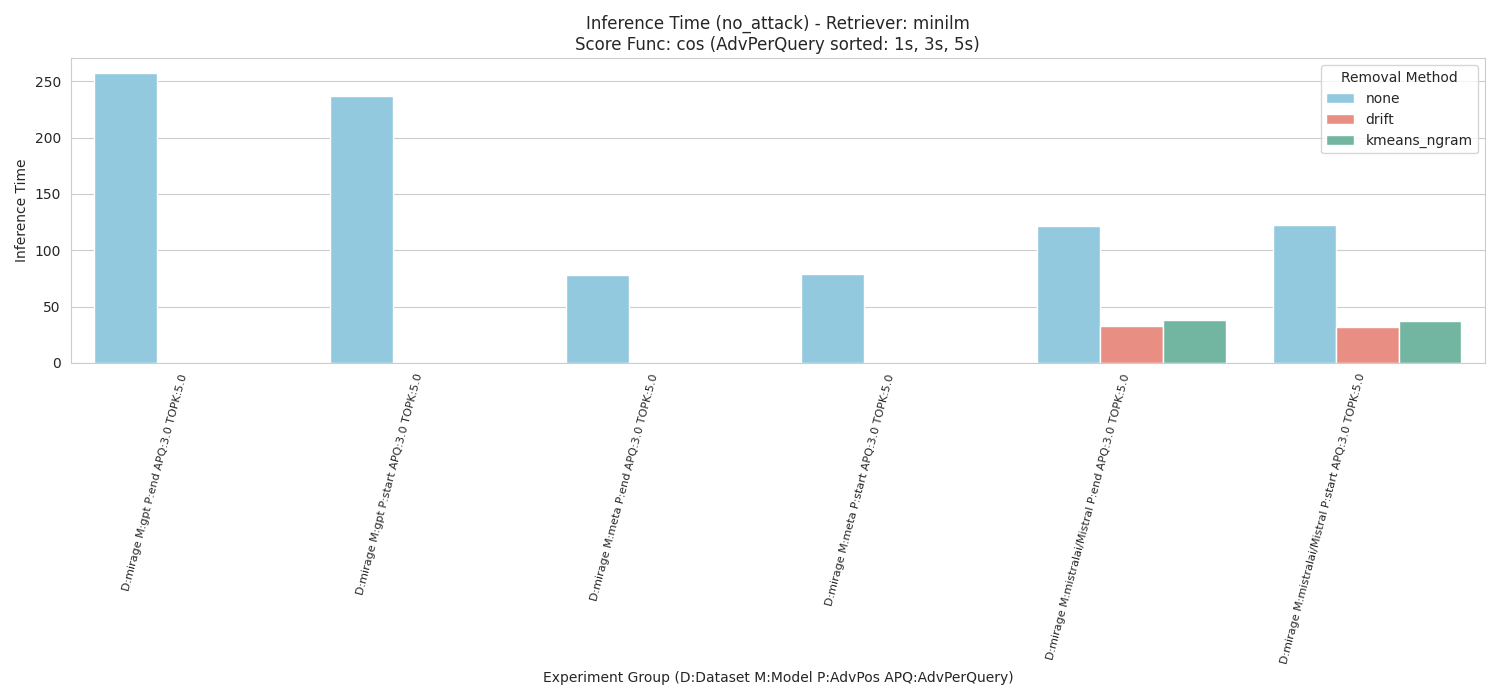 Inference Time (no_attack) - Retriever: minilm
Score Func: cos (AdvPerQuery sorted: 1s, 3s, 5s)
Removal Method
none
drift
kmeans_ngram
Inference Time
250
200
150
100
50
0
D:mirage M:gpt P:end APQ:3.0 TOPK:5.0
D:mirage M:gpt P:start APQ:3.0 TOPK:5.0
D:mirage M:meta P:end APQ:3.0 TOPK:5.0
D:mirage M:meta P:start APQ:3.0 TOPK:5.0
D:mirage M:mistralai/Mistral P:end APQ:3.0 TOPK:5.0
D:mirage M:mistralai/Mistral P:start APQ:3.0 TOPK:5.0
Experiment Group (D:Dataset M:Model P:AdvPos APQ:AdvPerQuery)